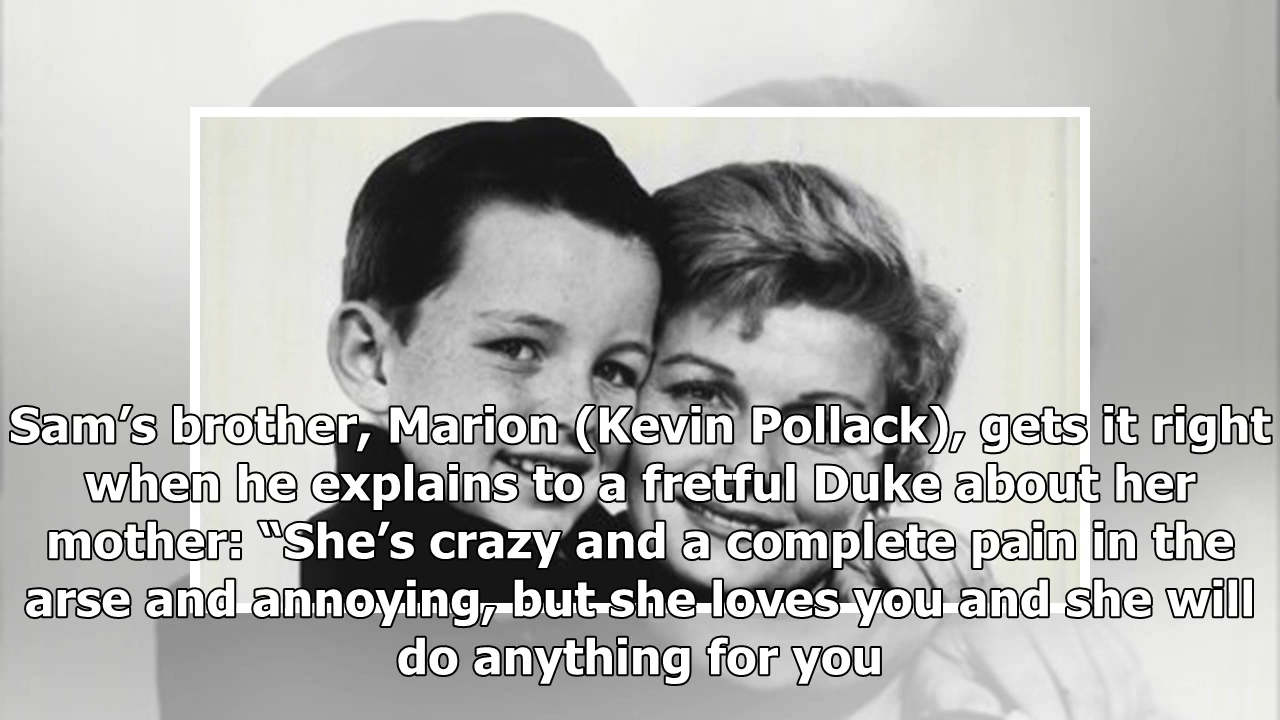 Sam’s brother, Marion (Kevin Pollack), gets it right
when he explains to a fretful Duke about her
mother: “She’s crazy and a complete pain in the
arse and annoying, but she loves you and she will
do anything for you